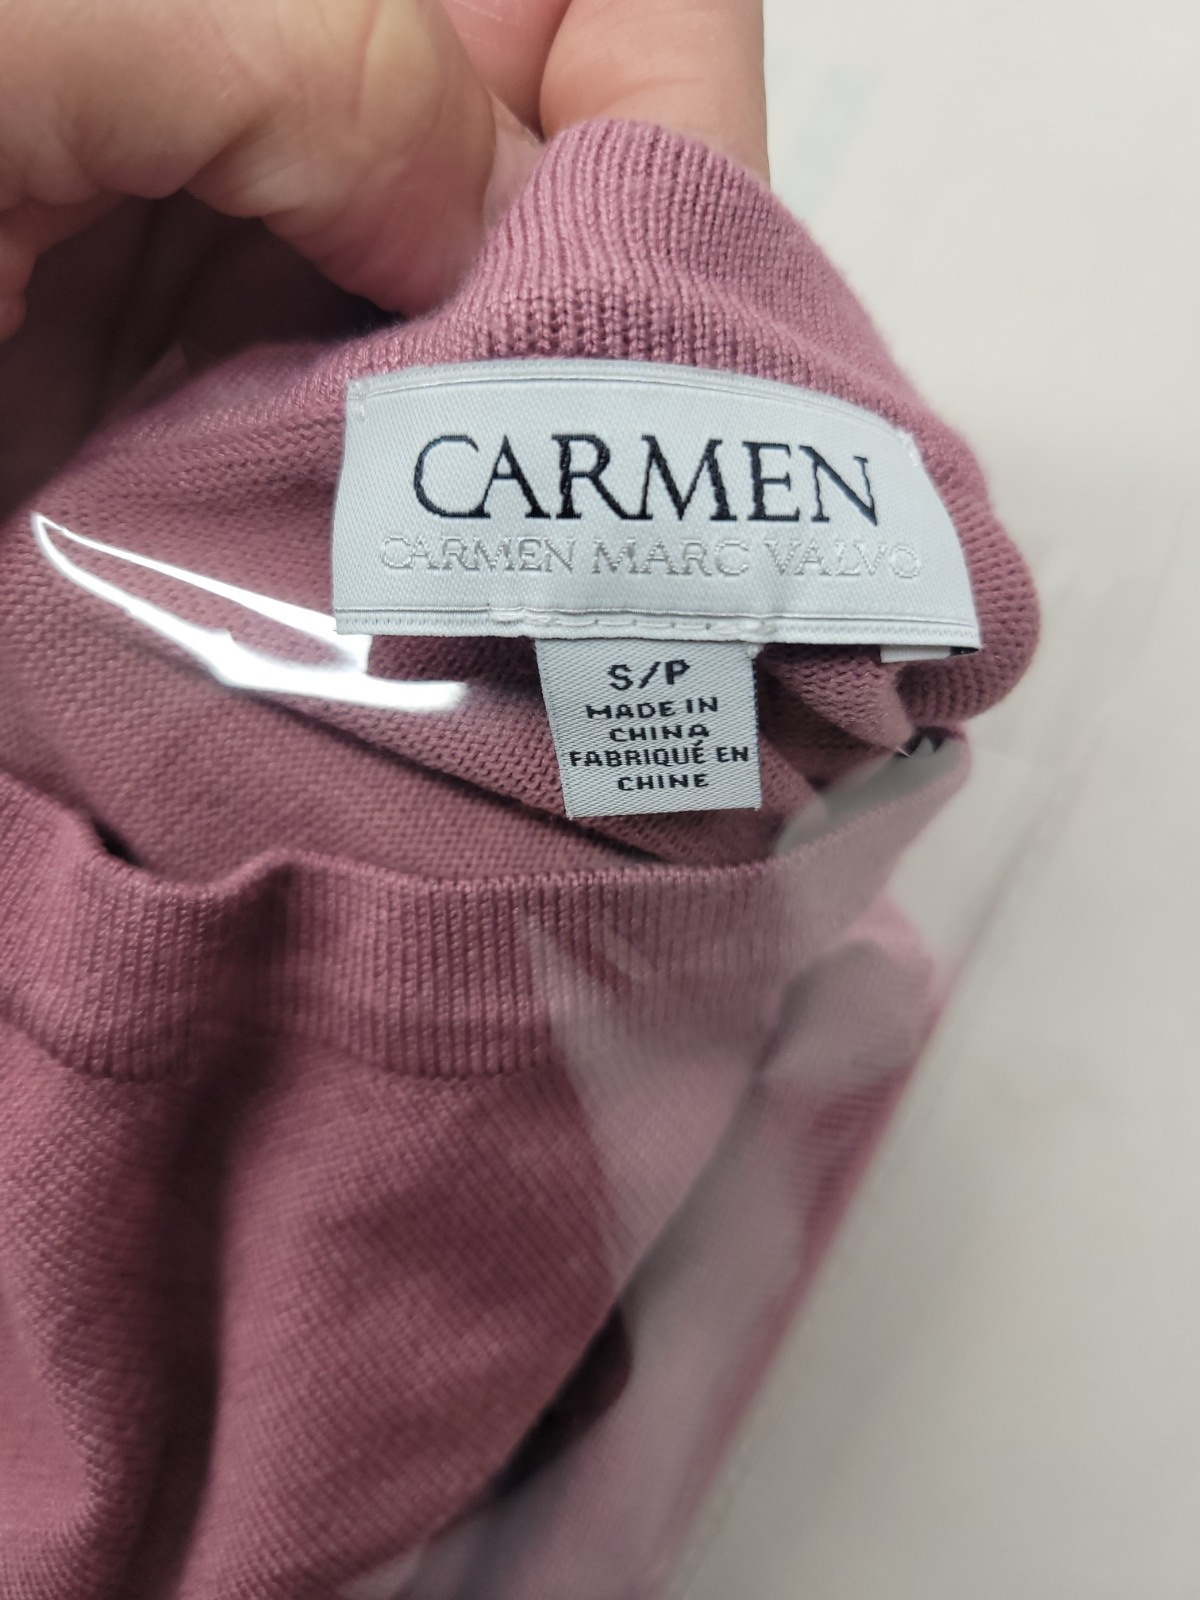 CARMEN
CARMEN MARC VALVO
S/P
MADE IN
CHINA
FABRIQUÉ EN
CHINE